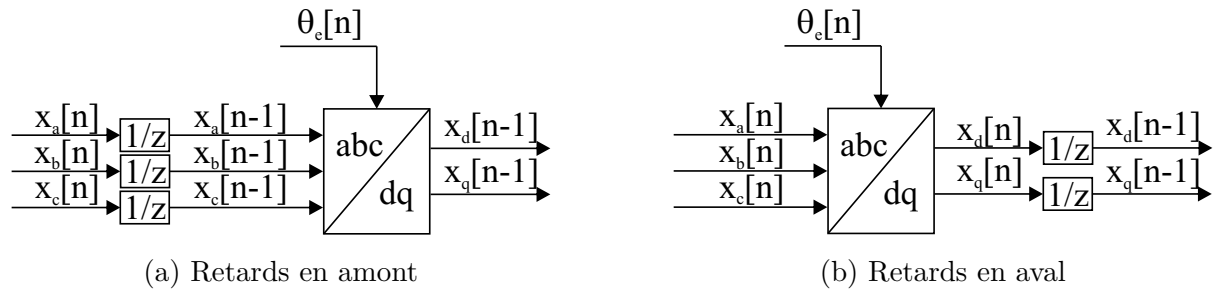 θe[n]
xa[n] 1/z xa[n-1]
xb[n] 1/z xb[n-1]
xc[n] 1/z xc[n-1]
abc
dq
xd[n-1]
xq[n-1]
(a) Retards en amont
θe[n]
xa[n]
xb[n]
xc[n]
abc
dq
xd[n] 1/z xd[n-1]
xq[n] 1/z xq[n-1]
(b) Retards en aval